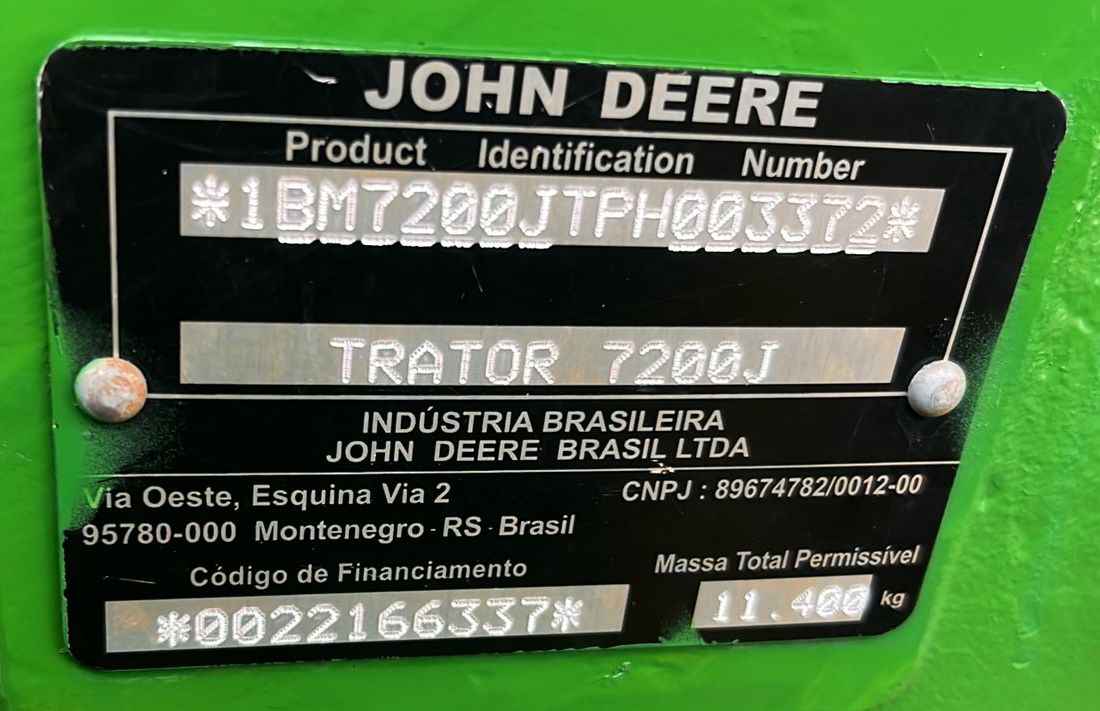 JOHN DEERE
Product Identification Number
*1BM7200JTPH003372*
TRATOR 7200J
INDÚSTRIA BRASILEIRA
JOHN DEERE BRASIL LTDA
Via Oeste, Esquina Via 2
CNPJ : 89674782/0012-00
95780-000 Montenegro - RS - Brasil
Código de Financiamento
Massa Total Permissível
*0022166337*
11.400 kg